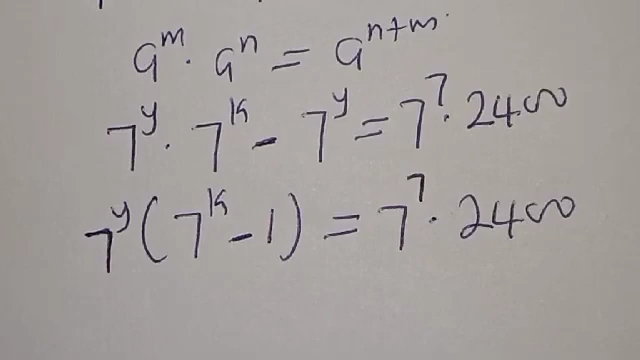 a^m · a^n = a^{n+m}.
7^y · 7^k - 7^y = 7^7 · 2400
7^y (7^k - 1) = 7^7 · 2400